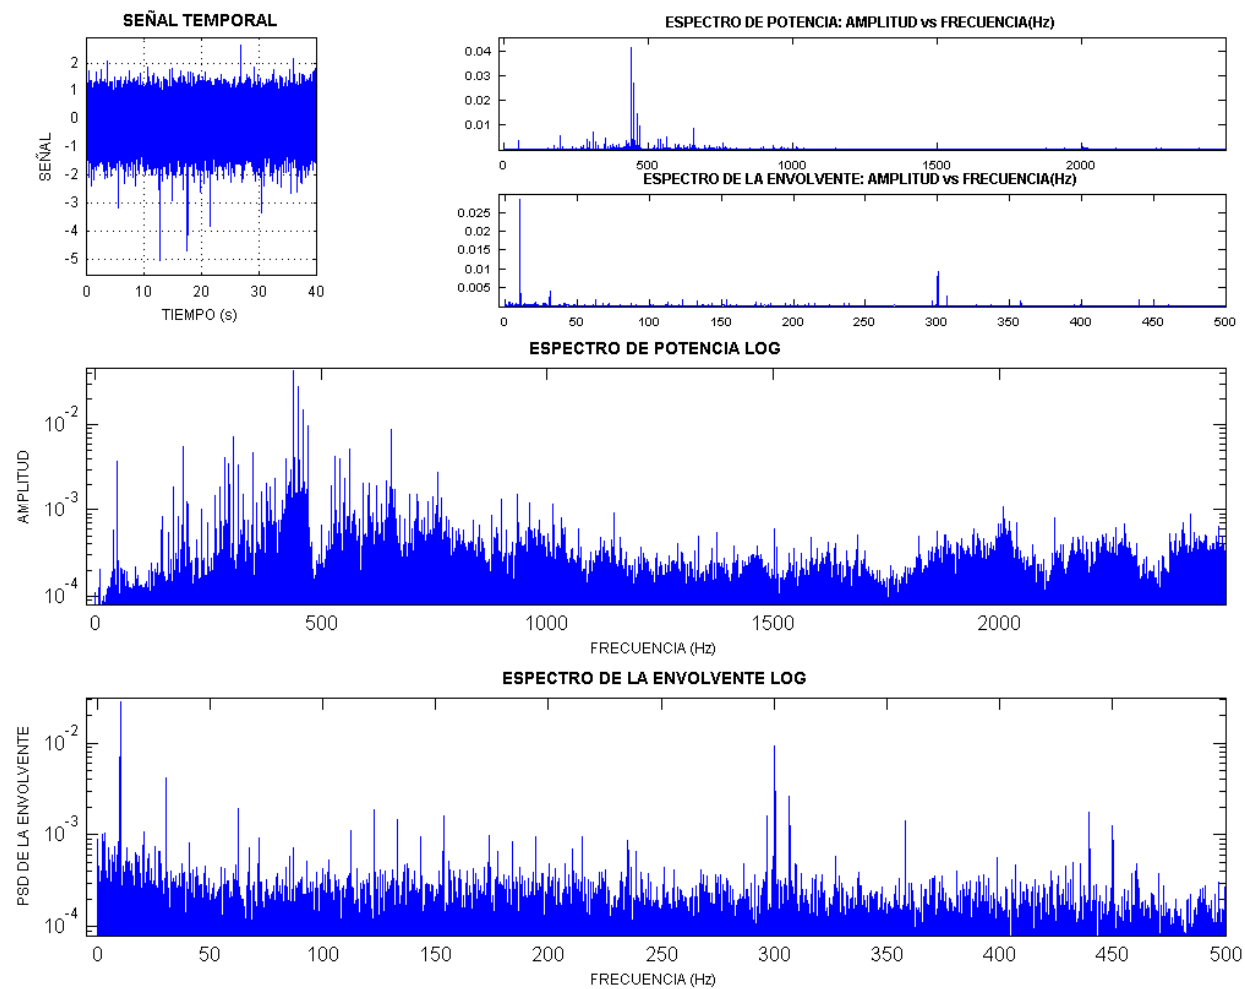 SEÑAL TEMPORAL
SEÑAL
2
1
0
-1
-2
-3
-4
-5
0 10 20 30 40
TIEMPO (s)
ESPECTRO DE POTENCIA: AMPLITUD vs FRECUENCIA(Hz)
0.04
0.03
0.02
0.01
0 500 1000 1500 2000
ESPECTRO DE LA ENVOLVENTE: AMPLITUD vs FRECUENCIA(Hz)
0.025
0.02
0.015
0.01
0.005
0 50 100 150 200 250 300 350 400 450 500
ESPECTRO DE POTENCIA LOG
AMPLITUD
10-2
10-3
10-4
0 500 1000 1500 2000
FRECUENCIA (Hz)
ESPECTRO DE LA ENVOLVENTE LOG
PSD DE LA ENVOLVENTE
10-2
10-3
10-4
0 50 100 150 200 250 300 350 400 450 500
FRECUENCIA (Hz)